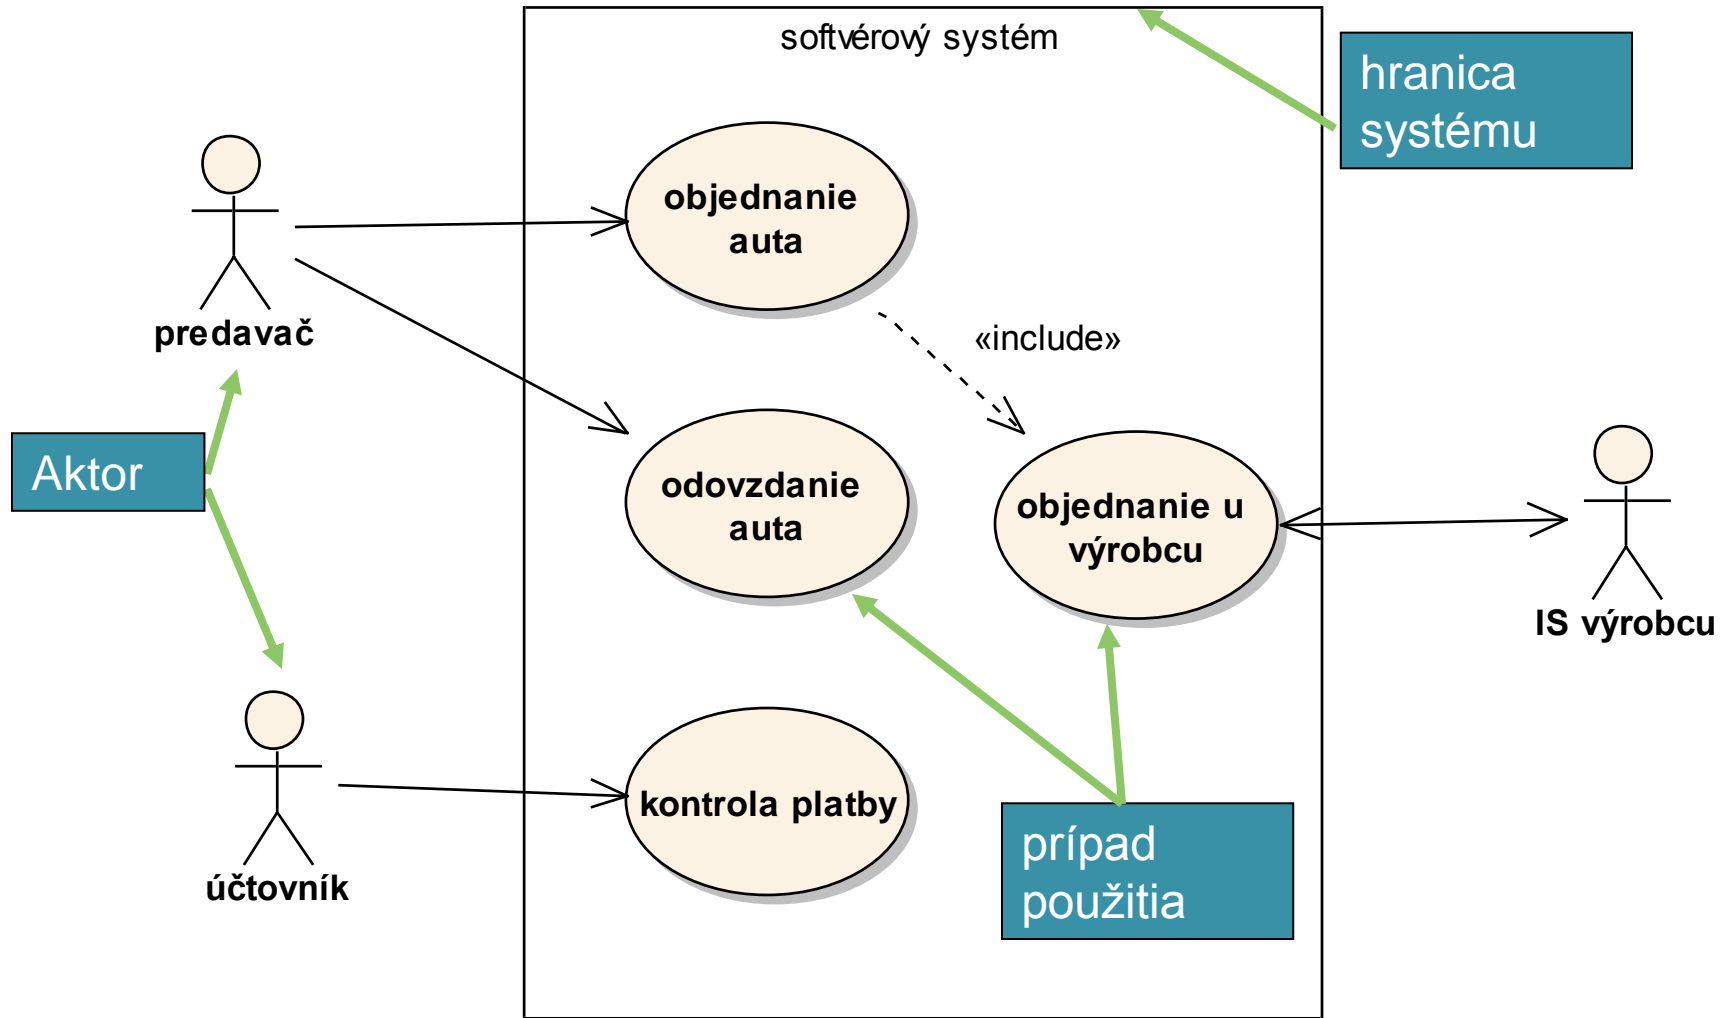 softvérový systém
hranica
systému
objednanie
auta
predavač
«include»
Aktor
odovzdanie
auta
objednanie u
výrobcu
IS výrobcu
kontrola platby
prípad
použitia
účtovník